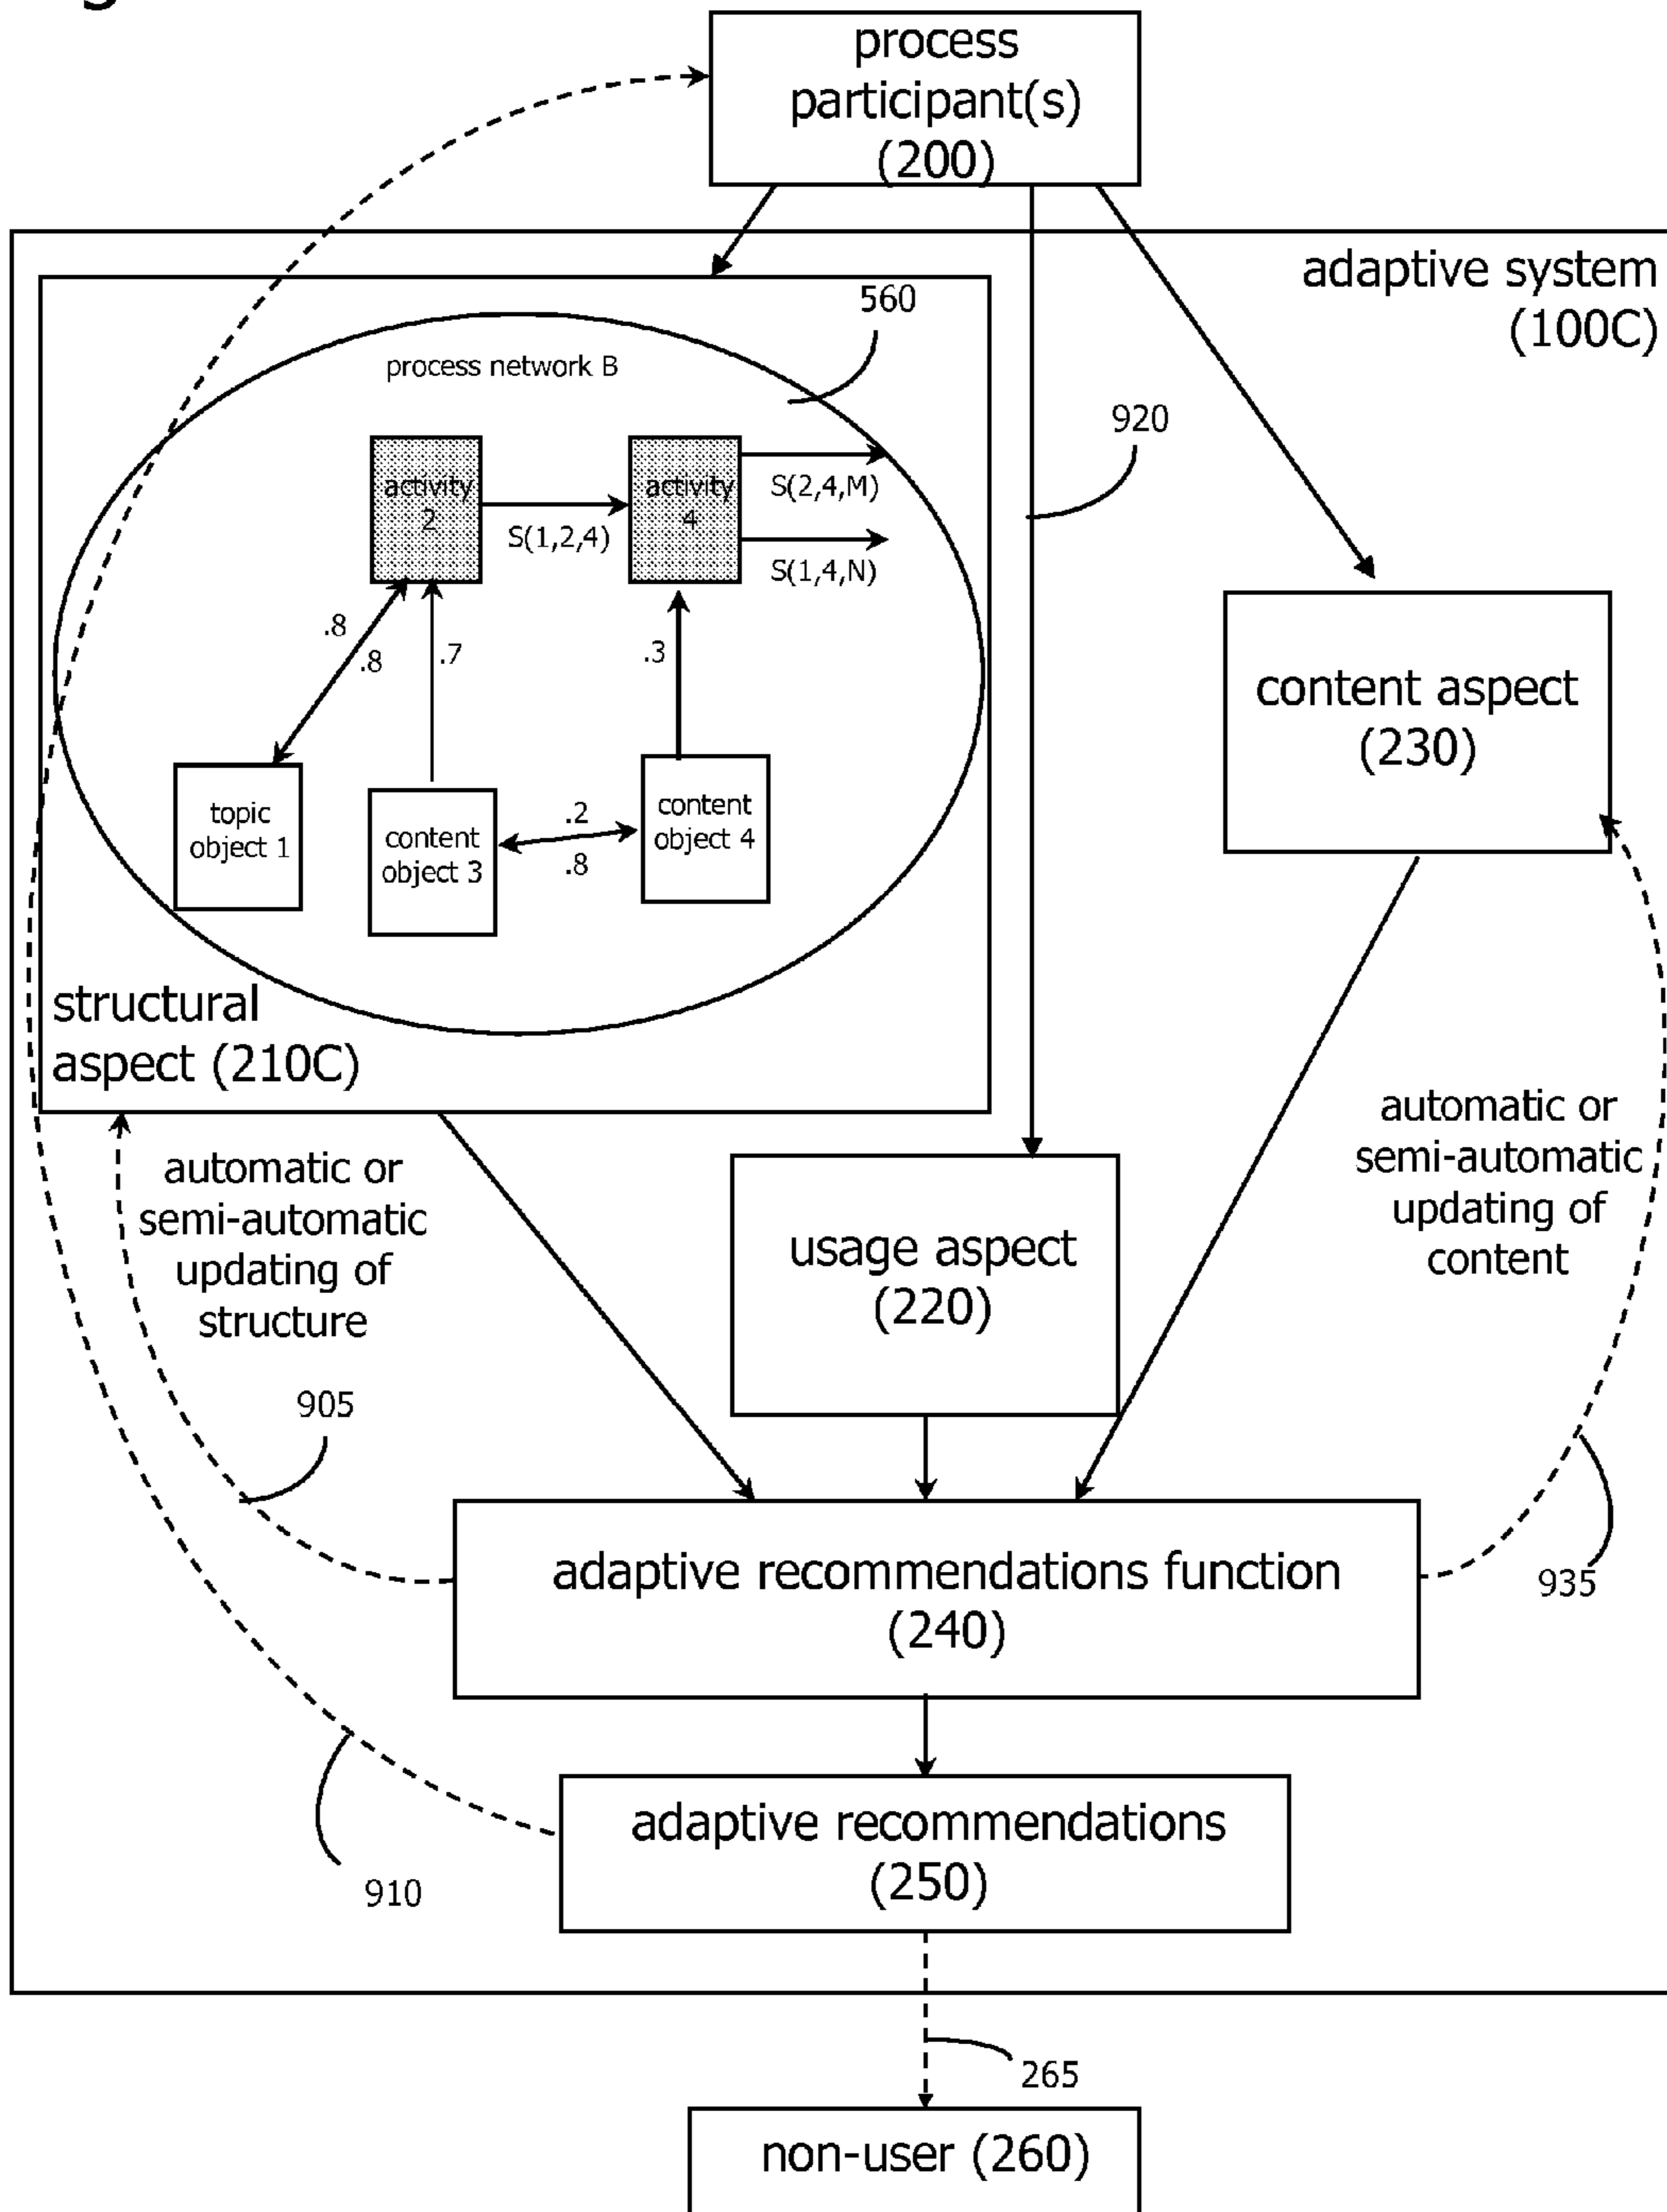 process
participant(s)
(200)
adaptive system
(100C)
560
process network B
920
activity
2
activity
4
S(2,4,M)
S(1,2,4)
S(1,4,N)
.8
.8
.7
.3
content aspect
(230)
topic
object 1
content
object 3
.2
.8
content
object 4
structural
aspect (210C)
automatic or
semi-automatic
updating of
structure
automatic or
semi-automatic
updating of
content
usage aspect
(220)
905
adaptive recommendations function
(240)
935
adaptive recommendations
(250)
910
265
non-user (260)